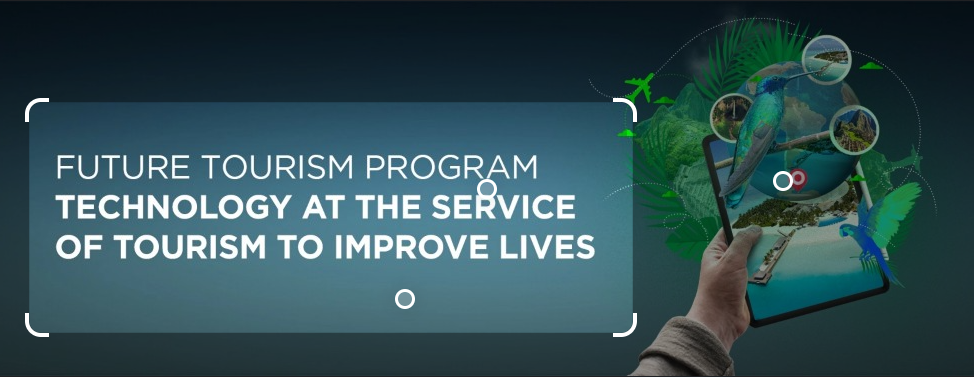 FUTURE TOURISM PROGRAM
TECHNOLOGY AT THE SERVICE
OF TOURISM TO IMPROVE LIVES